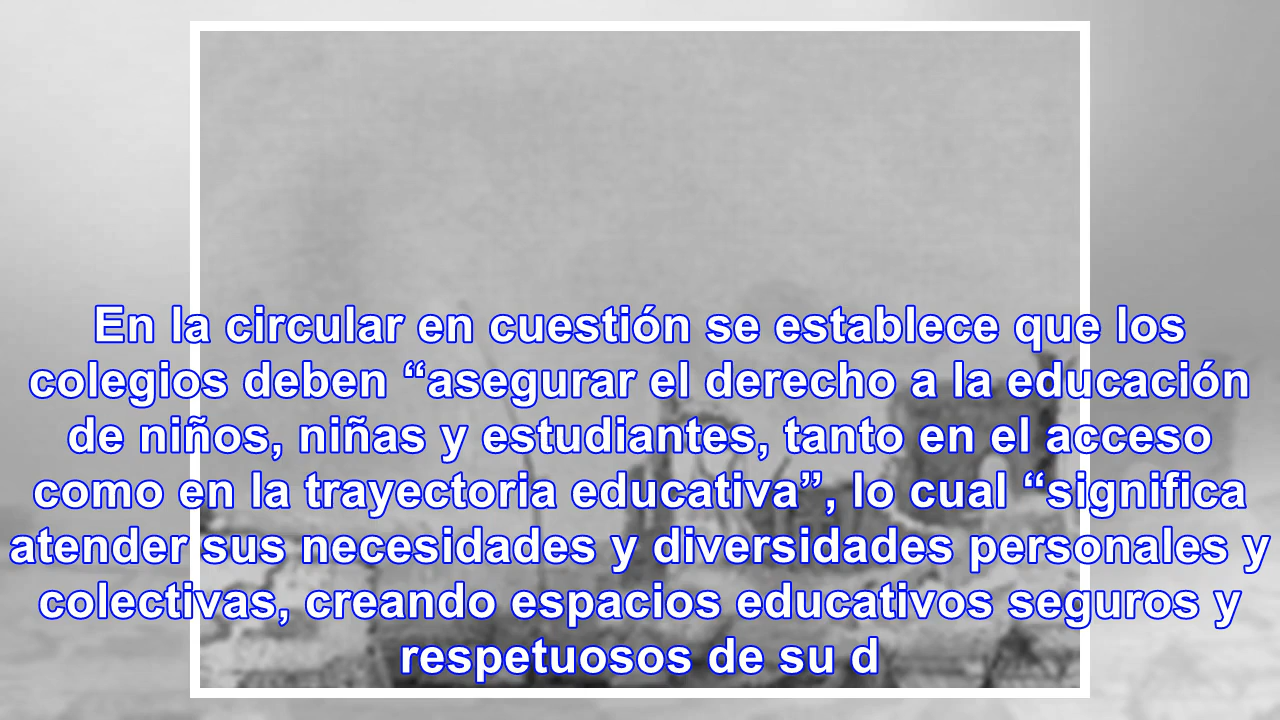 En la circular en cuestión se establece que los
colegios deben “asegurar el derecho a la educación
de niños, niñas y estudiantes, tanto en el acceso
como en la trayectoria educativa”, lo cual “significa
atender sus necesidades y diversidades personales y
colectivas, creando espacios educativos seguros y
respetuosos de su d